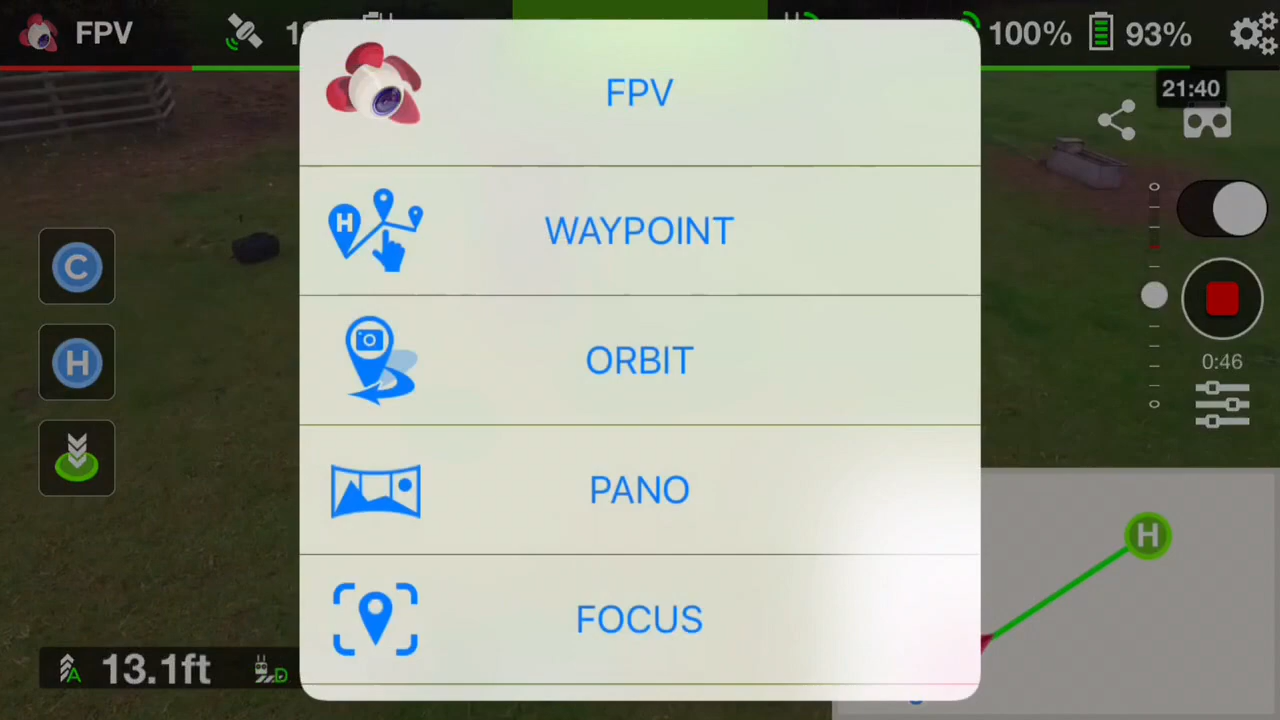 FPV
100%
93%
21:40
FPV
WAYPOINT
ORBIT
PANO
FOCUS
C
H
H
H
0:46
A
13.1ft
D